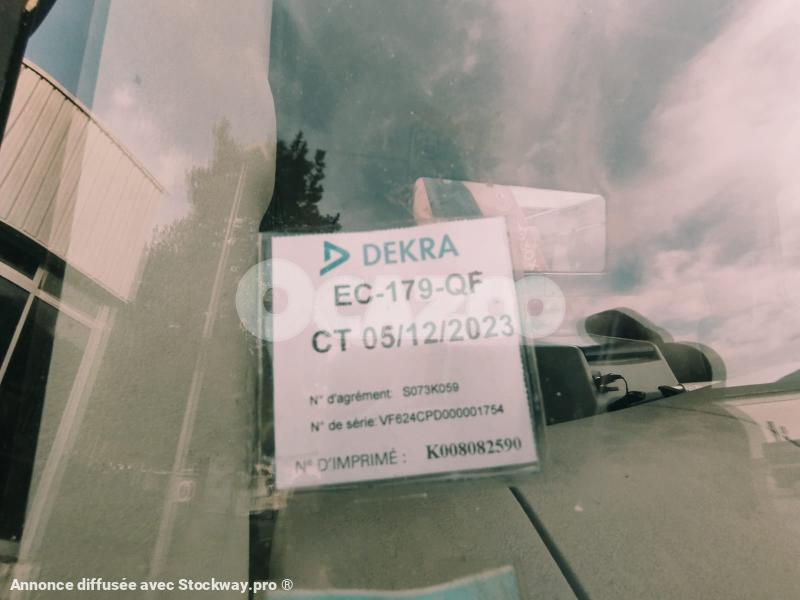 DEKRA
EC-179-QF
Ocazoo
CT 05/12/2023
N° d'agrément: S073K059
N° de série: VF624CPD000001754
N° D'IMPRIMÉ : K008082590
Annonce diffusée avec Stockway.pro ®